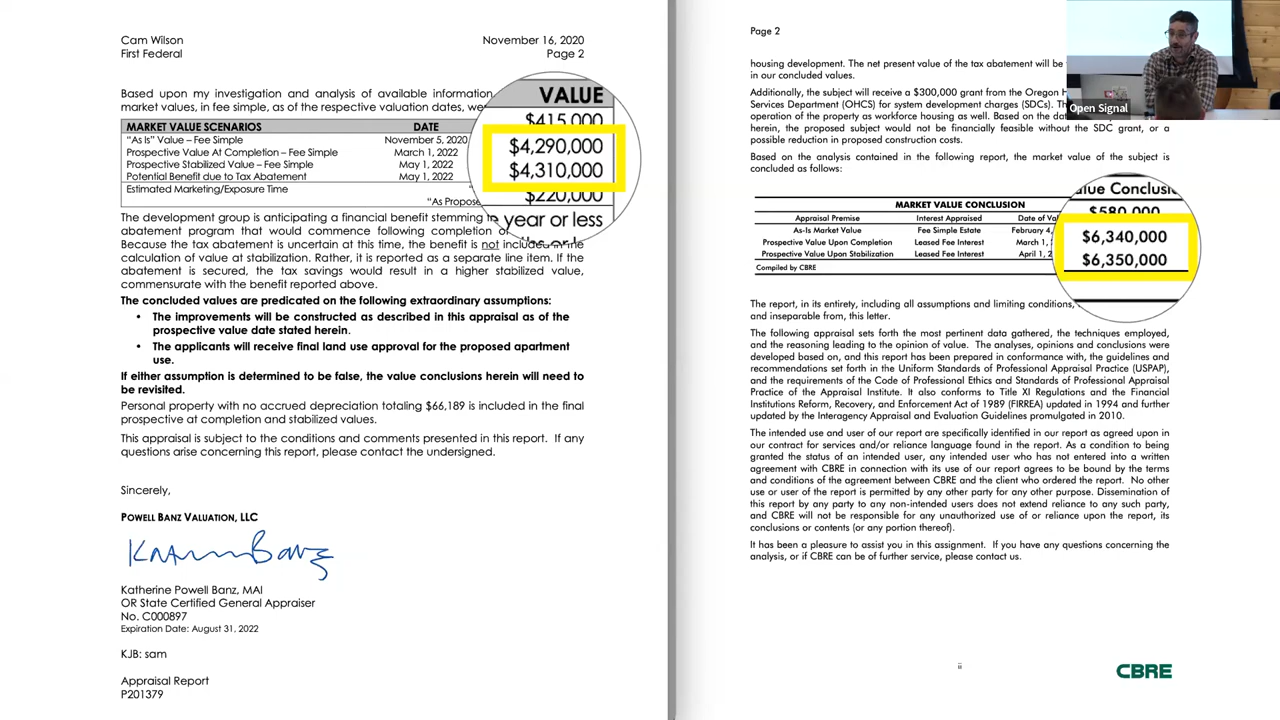 Cam Wilson
First Federal
November 16, 2020
Page 2
Based upon my investigation and analysis of available information
market values, in fee simple, as of the respective valuation dates, we
MARKET VALUE SCENARIOS DATE
“As Is” Value – Fee Simple November 5, 2020
Prospective Value At Completion – Fee Simple March 1, 2022
Prospective Stabilized Value – Fee Simple May 1, 2022
Potential Benefit due to Tax Abatement May 1, 2022
Estimated Marketing/Exposure Time
“As Propose
VALUE
$415,000
$4,290,000
$4,310,000
$220,000
year or less
The development group is anticipating a financial benefit stemming
abatement program that would commence following completion of
Because the tax abatement is uncertain at this time, the benefit is not
calculation of value at stabilization. Rather, it is reported as a separate line item. If the
abatement is secured, the tax savings would result in a higher stabilized value,
commensurate with the benefit reported above.
The concluded values are predicated on the following extraordinary assumptions:
• The improvements will be constructed as described in this appraisal as of the
prospective value date stated herein.
• The applicants will receive final land use approval for the proposed apartment
use.
If either assumption is determined to be false, the value conclusions herein will need to
be revisited.
Personal property with no accrued depreciation totaling $66,189 is included in the final
prospective at completion and stabilized values.
This appraisal is subject to the conditions and comments presented in this report. If any
questions arise concerning this report, please contact the undersigned.
Sincerely,
POWELL BANZ VALUATION, LLC
Katherine Powell Banz, MAI
OR State Certified General Appraiser
No. C000897
Expiration Date: August 31, 2022
KJB: sam
Appraisal Report
P201379
Page 2
housing development. The net present value of the tax abatement will be
in our concluded values.
Additionally, the subject will receive a $300,000 grant from the Oregon
Services Department (OHCS) for system development charges (SDCs).
operation of the property as workforce housing as well. Based on the
herein, the proposed subject would not be financially feasible without the SDC grant, or a
possible reduction in proposed construction costs.
Based on the analysis contained in the following report, the market value of the subject is
concluded as follows:
MARKET VALUE CONCLUSION
Appraisal Premise Interest Appraised Date of
As-Is Market Value Fee Simple Estate February 4,
Prospective Value Upon Completion Leased Fee Interest March 1,
Prospective Value Upon Stabilization Leased Fee Interest April 1,
Compiled by CBRE
$580,000
$6,340,000
$6,350,000
The report, in its entirety, including all assumptions and limiting conditions,
and inseparable from, this letter.
The following appraisal sets forth the most pertinent data gathered, the techniques employed,
and the reasoning leading to the opinion of value. The analyses, opinions and conclusions were
developed based on, and this report has been prepared in conformance with, the guidelines and
recommendations set forth in the Uniform Standards of Professional Appraisal Practice (USPAP),
and the requirements of the Code of Professional Ethics and Standards of Professional Appraisal
Practice of the Appraisal Institute. It also conforms to Title XI Regulations and the Financial
Institutions Reform, Recovery, and Enforcement Act of 1989 (FIRREA) updated in 1994 and further
updated by the Interagency Appraisal and Evaluation Guidelines promulgated in 2010.
The intended use and user of our report are specifically identified in our report as agreed upon in
our contract for services and/or reliance language found in the report. As a condition to being
granted the status of an intended user, any intended user who has not entered into a written
agreement with CBRE in connection with its use of our report agrees to be bound by the terms
and conditions of the agreement between CBRE and the client who ordered the report. No other
use or user of the report is permitted by any other party for any other purpose. Dissemination of
this report by any party to any non-intended users does not extend reliance to any such party,
and CBRE will not be responsible for any unauthorized use of or reliance upon the report, its
conclusions or contents (or any portion thereof).
It has been a pleasure to assist you in this assignment. If you have any questions concerning the
analysis, or if CBRE can be of further service, please contact us.
ii
CBRE
Open Signal